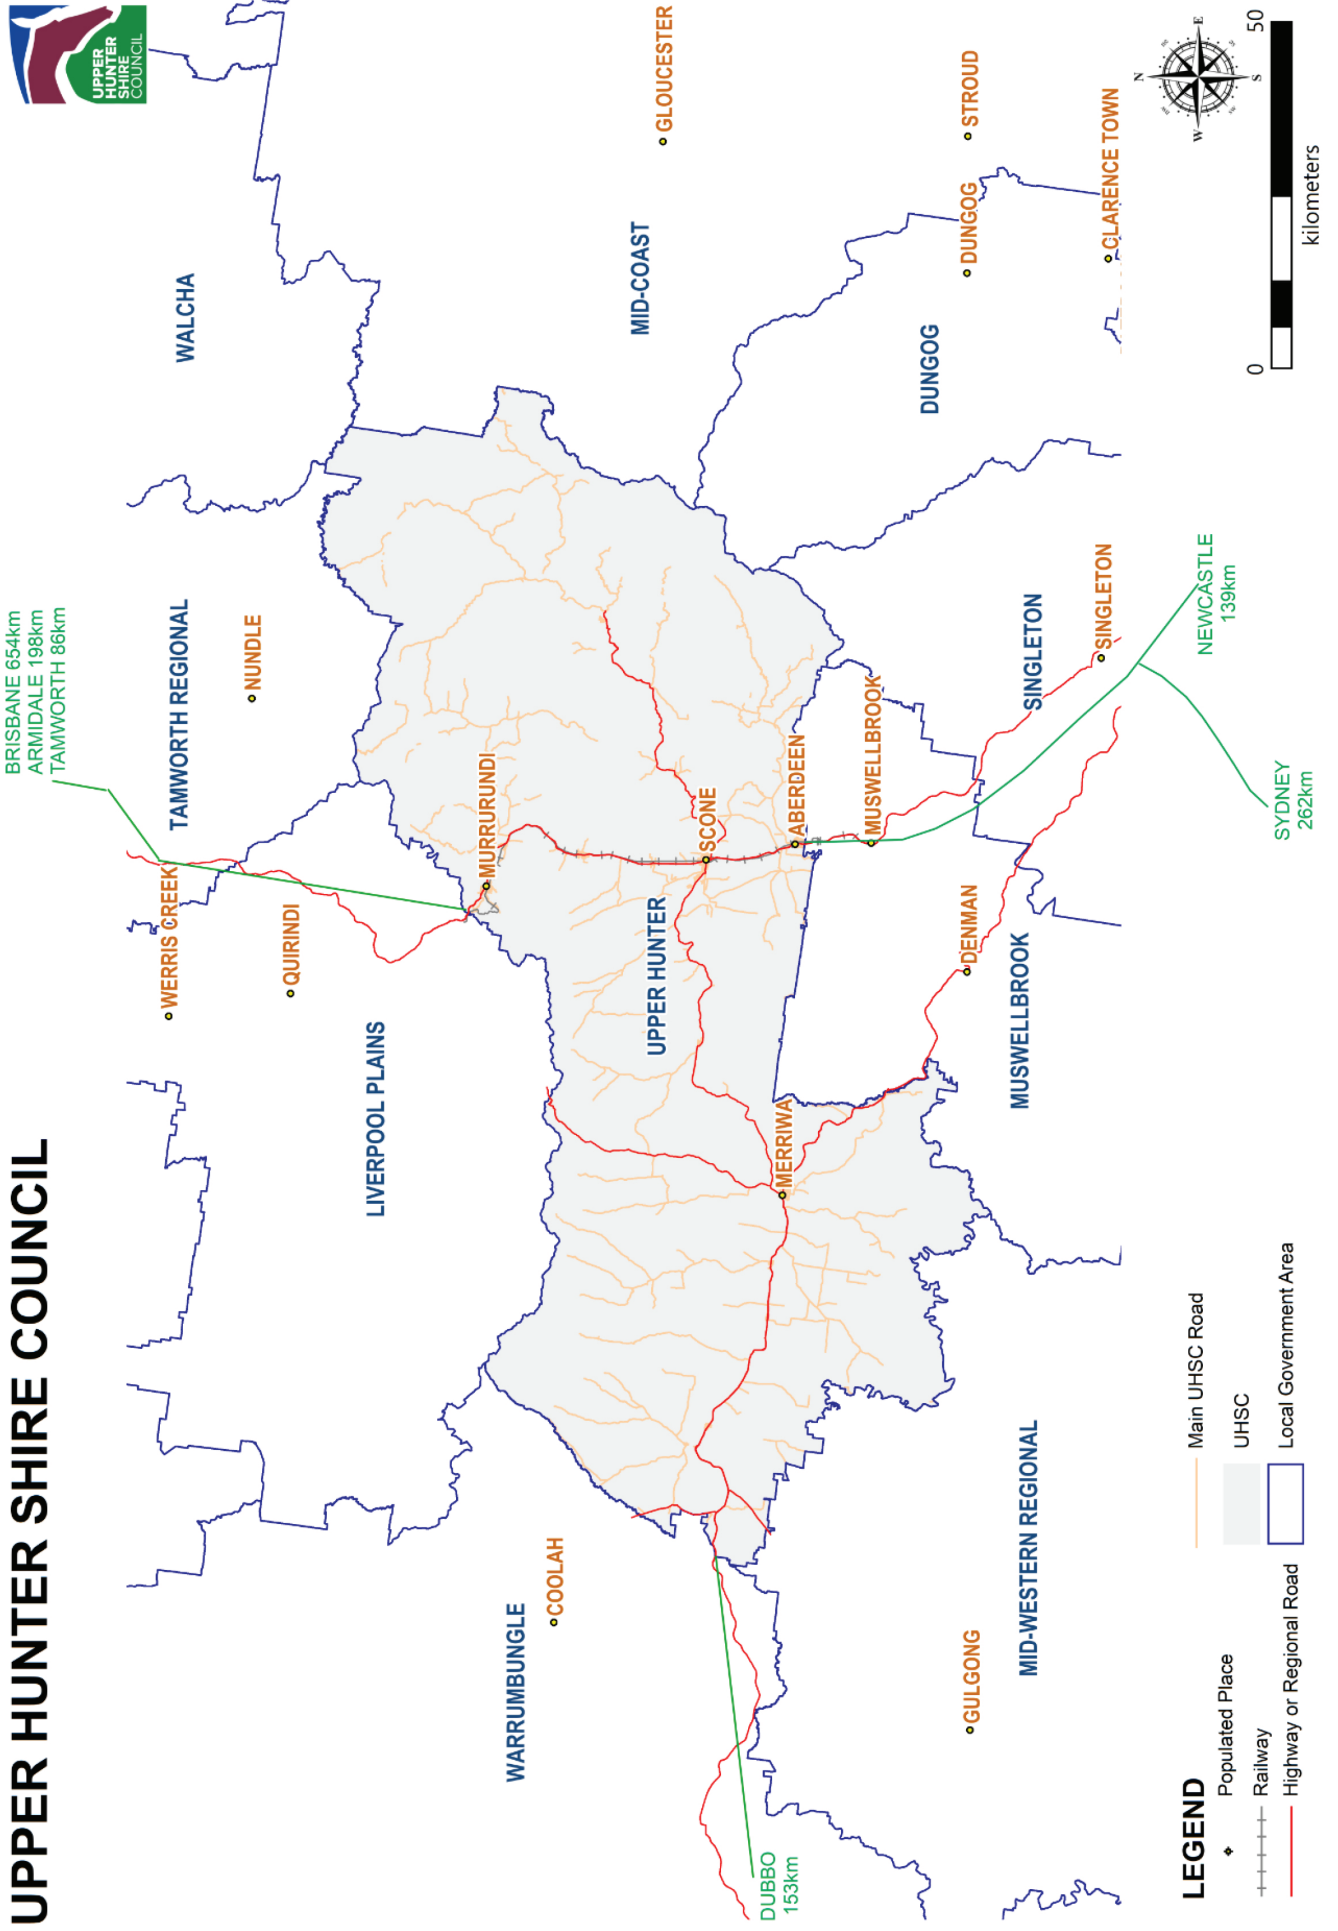 UPPER HUNTER SHIRE COUNCIL
UPPER
HUNTER
SHIRE
COUNCIL
BRISBANE 654km
ARMIDALE 198km
TAMWORTH 86km
WERRIS CREEK
TAMWORTH REGIONAL
WALCHA
NUNDLE
QUIRINDI
LIVERPOOL PLAINS
MURRURUNDI
WARRUMBUNGLE
COOLAH
UPPER HUNTER
MID-COAST
GLOUCESTER
SCONE
MERRIWA
ABERDEEN
DUBBO
153km
MUSWELLBROOK
DUNGOG
GULGONG
DENMAN
DUNGOG
STROUD
MID-WESTERN REGIONAL
MUSWELLBROOK
SINGLETON
SINGLETON
CLARENCE TOWN
NEWCASTLE
139km
SYDNEY
262km
LEGEND
Populated Place
Railway
Highway or Regional Road
Main UHSC Road
UHSC
Local Government Area
N
E
S
W
0
50
kilometers